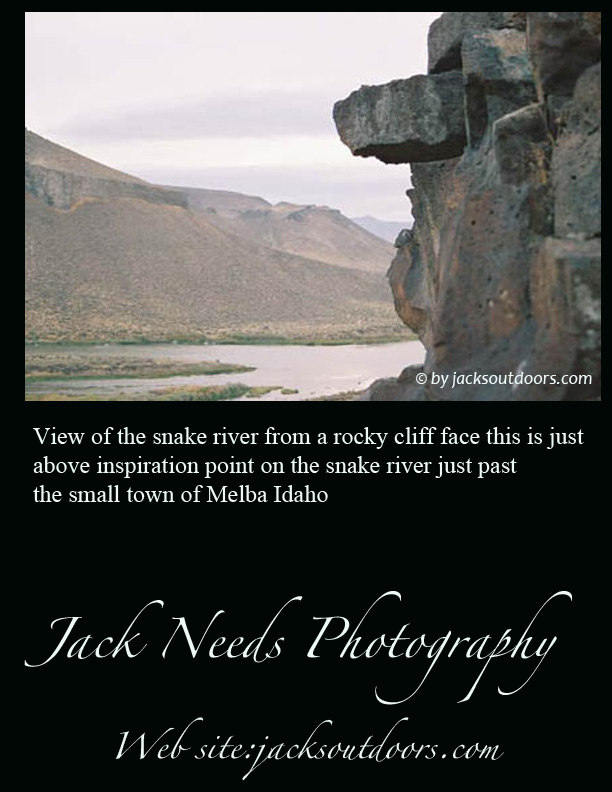 © by jacksoutdoors.com
View of the snake river from a rocky cliff face this is just
above inspiration point on the snake river just past
the small town of Melba Idaho
Jack Needs Photography
Web site:jacksoutdoors.com